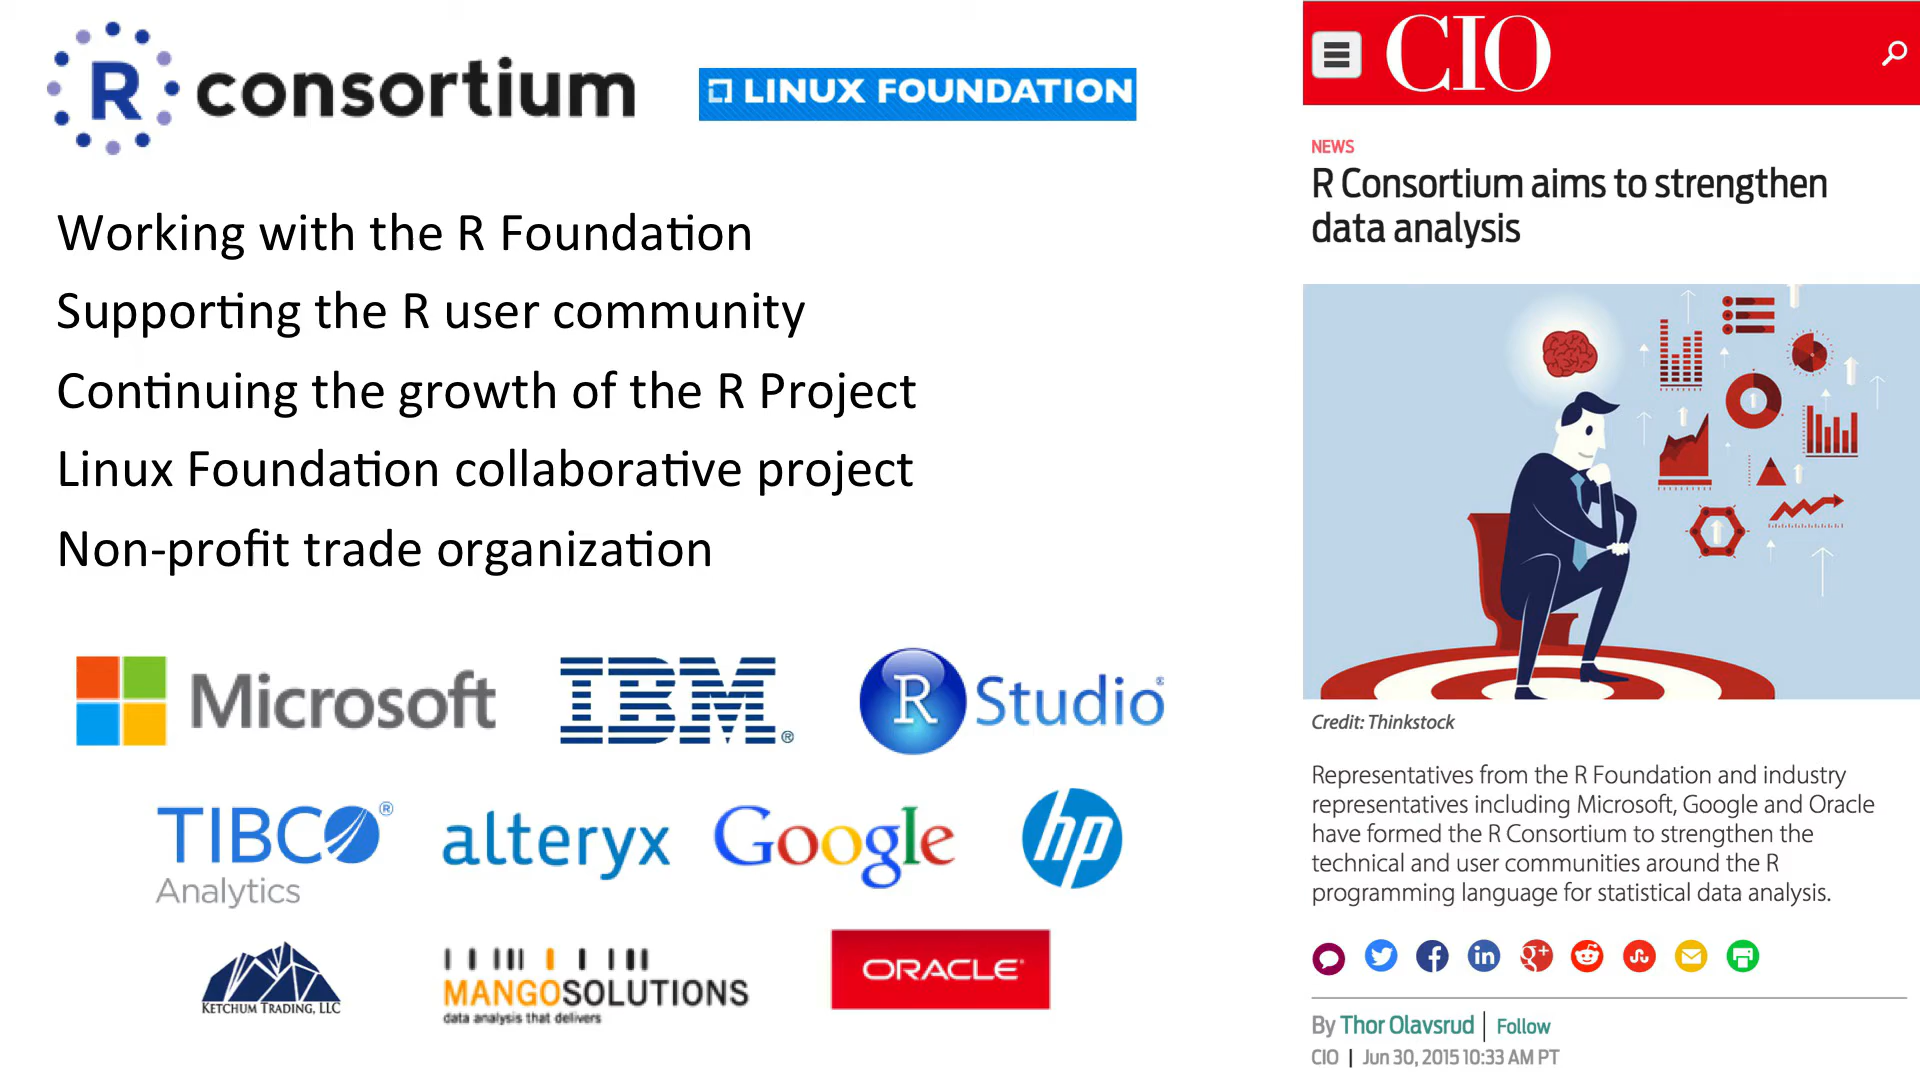 R consortium
LINUX FOUNDATION
Working with the R Foundation
Supporting the R user community
Continuing the growth of the R Project
Linux Foundation collaborative project
Non-profit trade organization
Microsoft
IBM®
R Studio®
TIBCO®
Analytics
alteryx
Google
hp
KETCHUM TRADING, LLC
MANGOSOLUTIONS
data analysis that delivers
ORACLE®
CIO
NEWS
R Consortium aims to strengthen
data analysis
Credit: Thinkstock
Representatives from the R Foundation and industry
representatives including Microsoft, Google and Oracle
have formed the R Consortium to strengthen the
technical and user communities around the R
programming language for statistical data analysis.
By Thor Olavsrud | Follow
CIO | Jun 30, 2015 10:33 AM PT